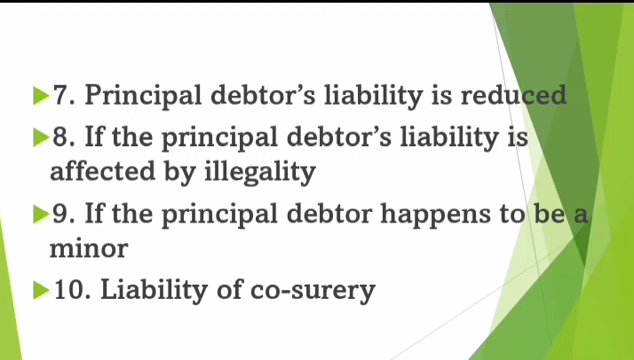 7. Principal debtor's liability is reduced
8. If the principal debtor's liability is
affected by illegality
9. If the principal debtor happens to be a
minor
10. Liability of co-surery